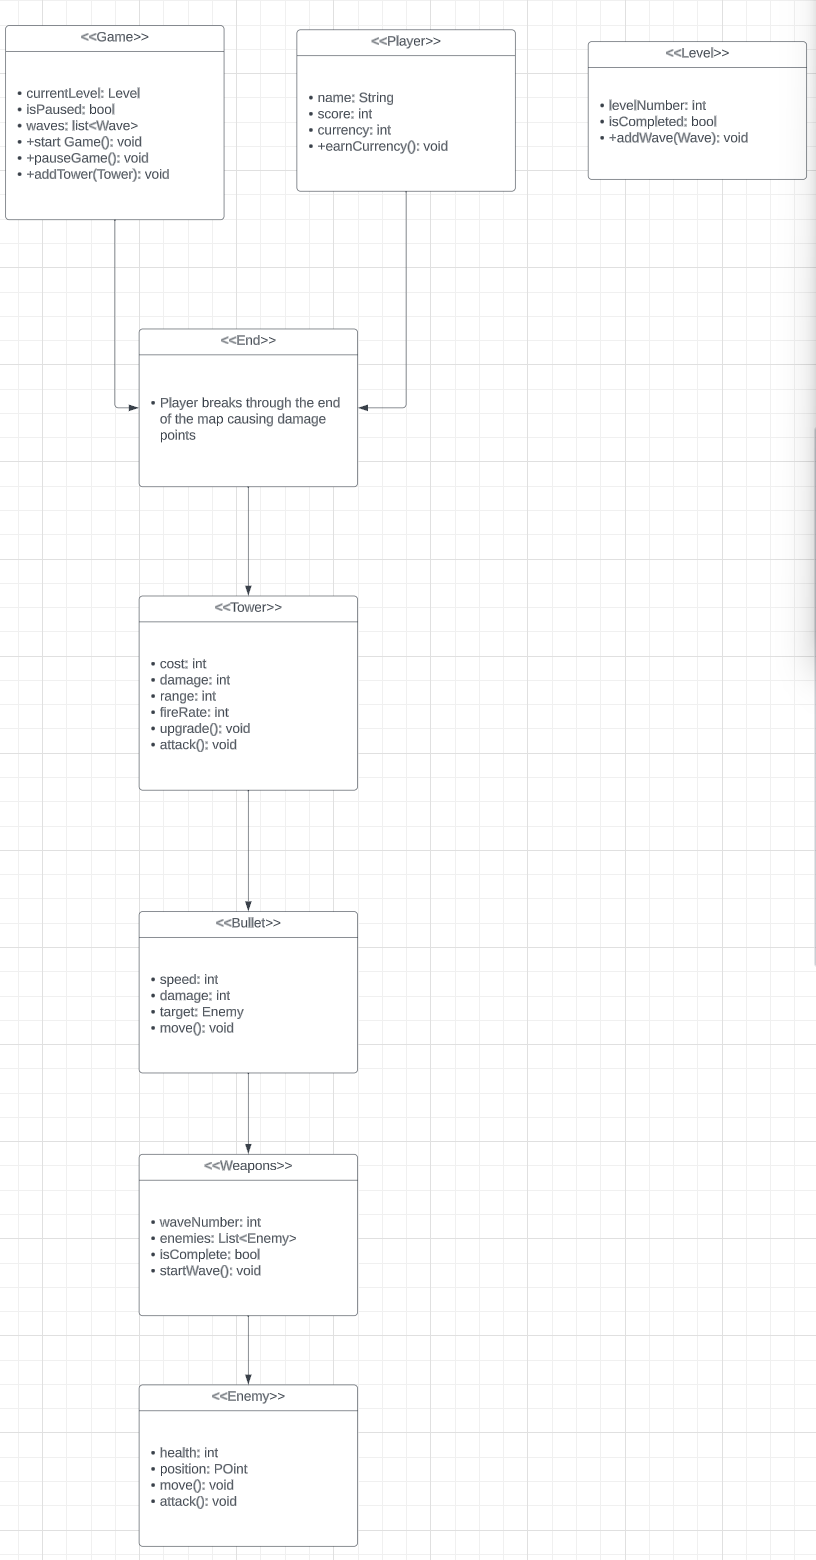 <<Game>>
• currentLevel: Level
• isPaused: bool
• waves: list<Wave>
• +start Game(): void
• +pauseGame(): void
• +addTower(Tower): void
<<Player>>
• name: String
• score: int
• currency: int
• +earnCurrency(): void
<<Level>>
• levelNumber: int
• isCompleted: bool
• +addWave(Wave): void
<<End>>
• Player breaks through the end
of the map causing damage
points
<<Tower>>
• cost: int
• damage: int
• range: int
• fireRate: int
• upgrade(): void
• attack(): void
<<Bullet>>
• speed: int
• damage: int
• target: Enemy
• move(): void
<<Weapons>>
• waveNumber: int
• enemies: List<Enemy>
• isComplete: bool
• startWave(): void
<<Enemy>>
• health: int
• position: POint
• move(): void
• attack(): void